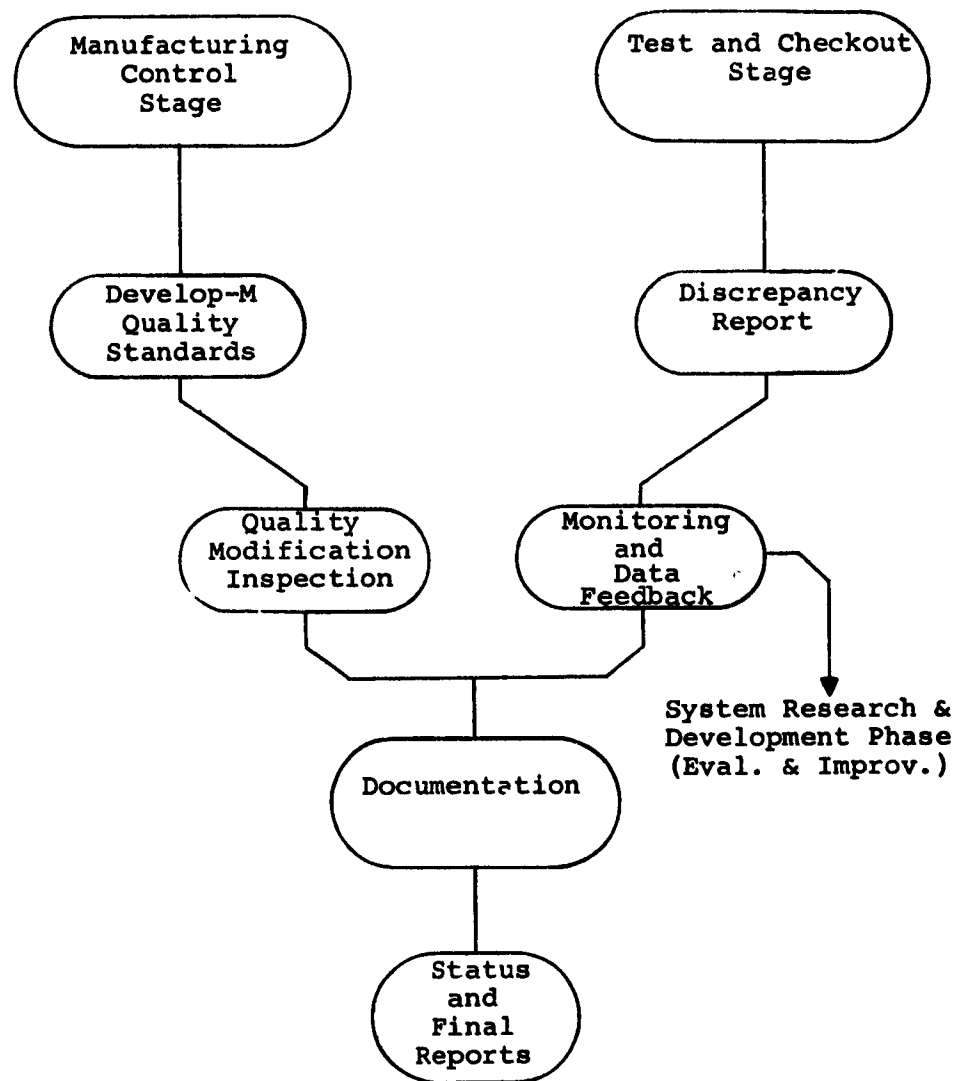 Manufacturing
Control
Stage
Test and Checkout
Stage
Develop-M
Quality
Standards
Discrepancy
Report
Quality
Modification
Inspection
Monitoring
and
Data
Feedback
System Research &
Development Phase
(Eval. & Improv.)
Documentation
Status
and
Final
Reports